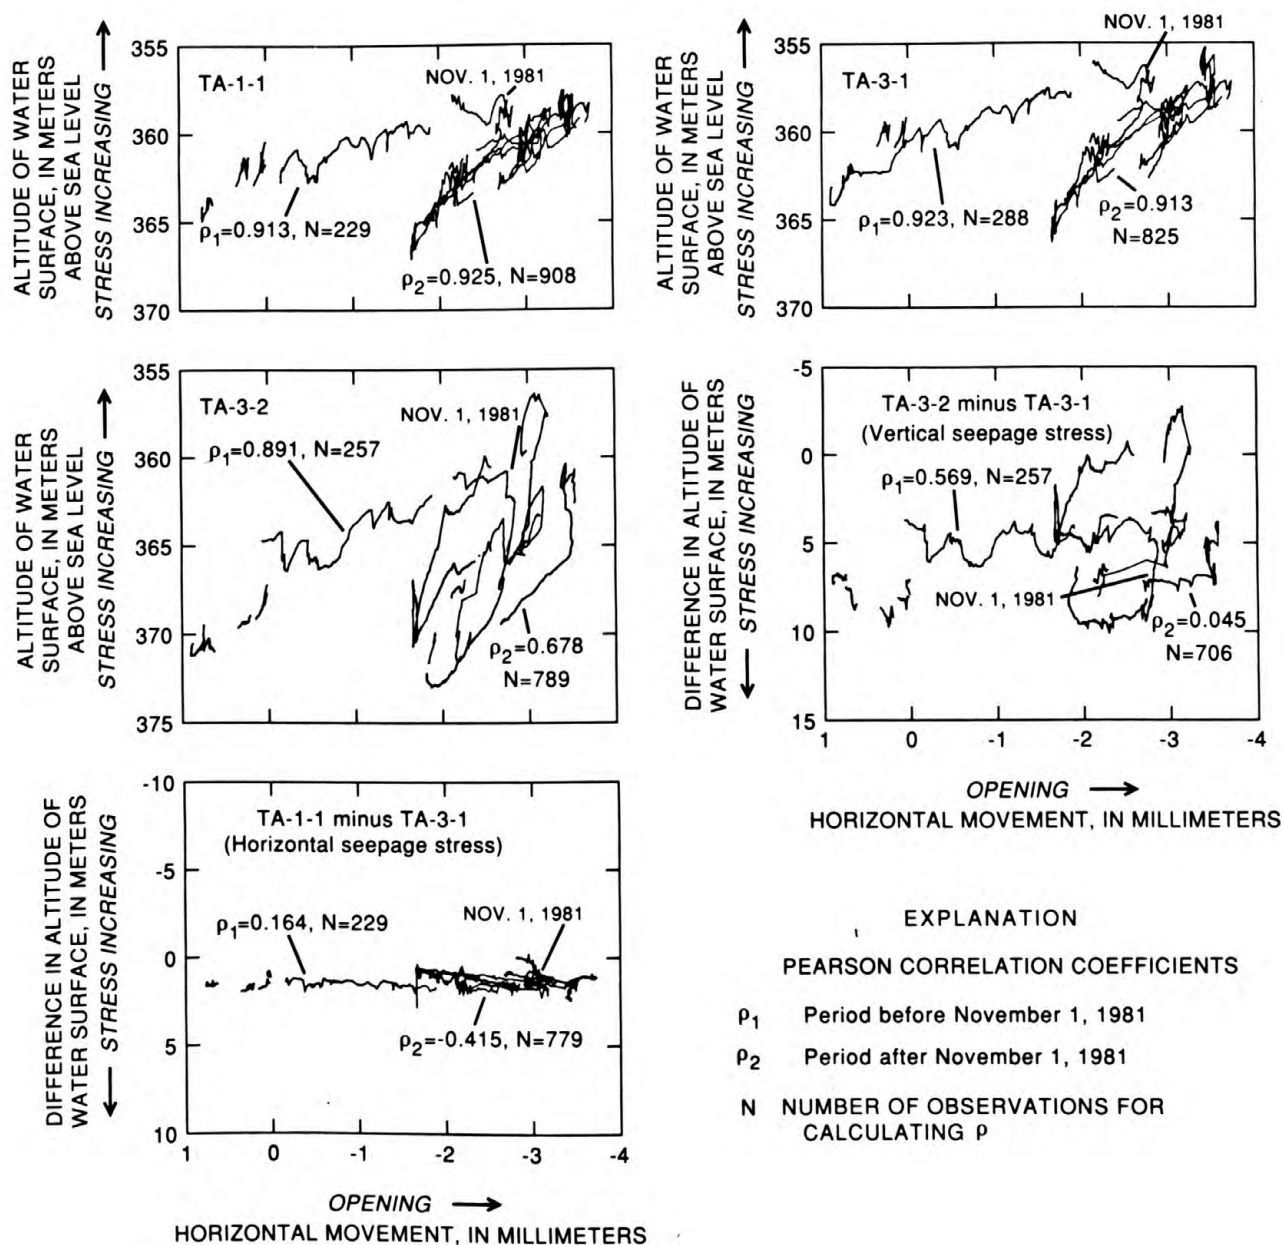 ALTITUDE OF WATER
SURFACE, IN METERS
ABOVE SEA LEVEL
STRESS INCREASING
355
360
365
370
TA-1-1
NOV. 1, 1981
ρ1=0.913, N=229
ρ2=0.925, N=908
ALTITUDE OF WATER
SURFACE, IN METERS
ABOVE SEA LEVEL
STRESS INCREASING
355
360
365
370
TA-3-1
NOV. 1, 1981
ρ1=0.923, N=288
ρ2=0.913
N=825
ALTITUDE OF WATER
SURFACE, IN METERS
ABOVE SEA LEVEL
STRESS INCREASING
355
360
365
370
375
TA-3-2
NOV. 1, 1981
ρ1=0.891, N=257
ρ2=0.678
N=789
DIFFERENCE IN ALTITUDE OF
WATER SURFACE, IN METERS
STRESS INCREASING
-5
0
5
10
15
TA-3-2 minus TA-3-1
(Vertical seepage stress)
ρ1=0.569, N=257
NOV. 1, 1981
ρ2=0.045
N=706
1 0 -1 -2 -3 -4
OPENING
HORIZONTAL MOVEMENT, IN MILLIMETERS
DIFFERENCE IN ALTITUDE OF
WATER SURFACE, IN METERS
STRESS INCREASING
-10
-5
0
5
10
TA-1-1 minus TA-3-1
(Horizontal seepage stress)
NOV. 1, 1981
ρ1=0.164, N=229
ρ2=-0.415, N=779
1 0 -1 -2 -3 -4
OPENING
HORIZONTAL MOVEMENT, IN MILLIMETERS
EXPLANATION
PEARSON CORRELATION COEFFICIENTS
ρ1 Period before November 1, 1981
ρ2 Period after November 1, 1981
N NUMBER OF OBSERVATIONS FOR
CALCULATING ρ